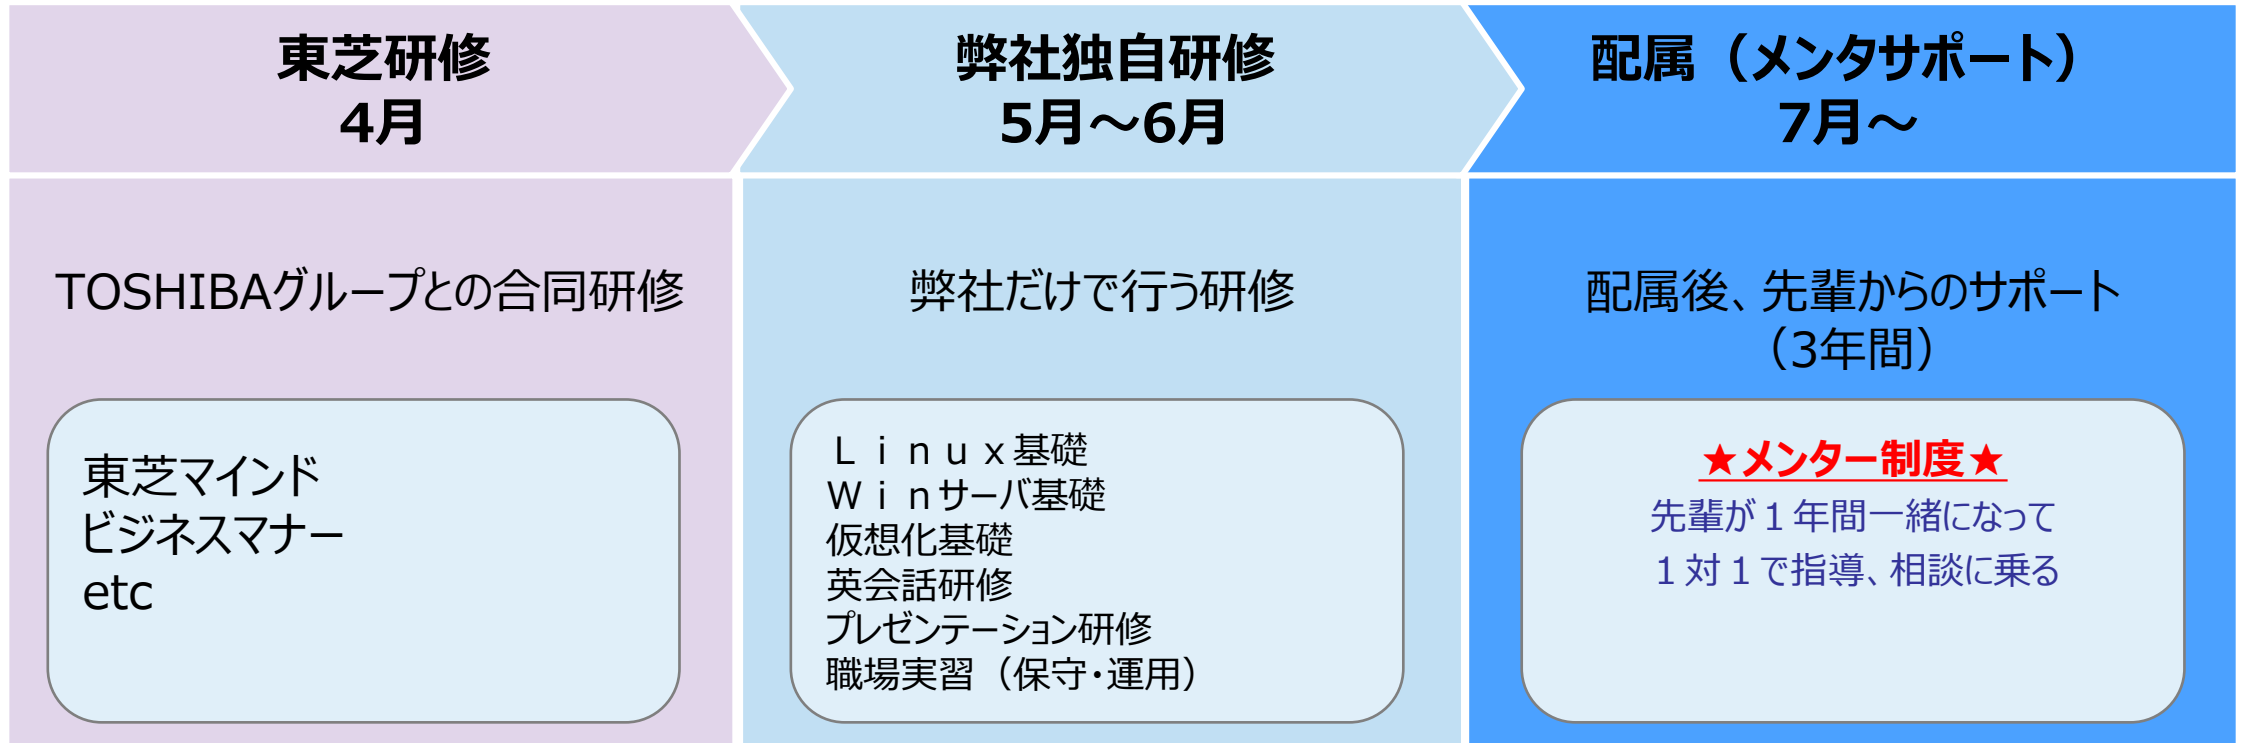 東芝研修
4月
弊社独自研修
5月～6月
配属（メンタサポート）
7月～
TOSHIBAグループとの合同研修
東芝マインド
ビジネスマナー
etc
弊社だけで行う研修
Ｌｉｎｕｘ基礎
Ｗｉｎサーバ基礎
仮想化基礎
英会話研修
プレゼンテーション研修
職場実習（保守・運用）
配属後、先輩からのサポート
（3年間）
★メンター制度★
先輩が１年間一緒になって
１対１で指導、相談に乗る